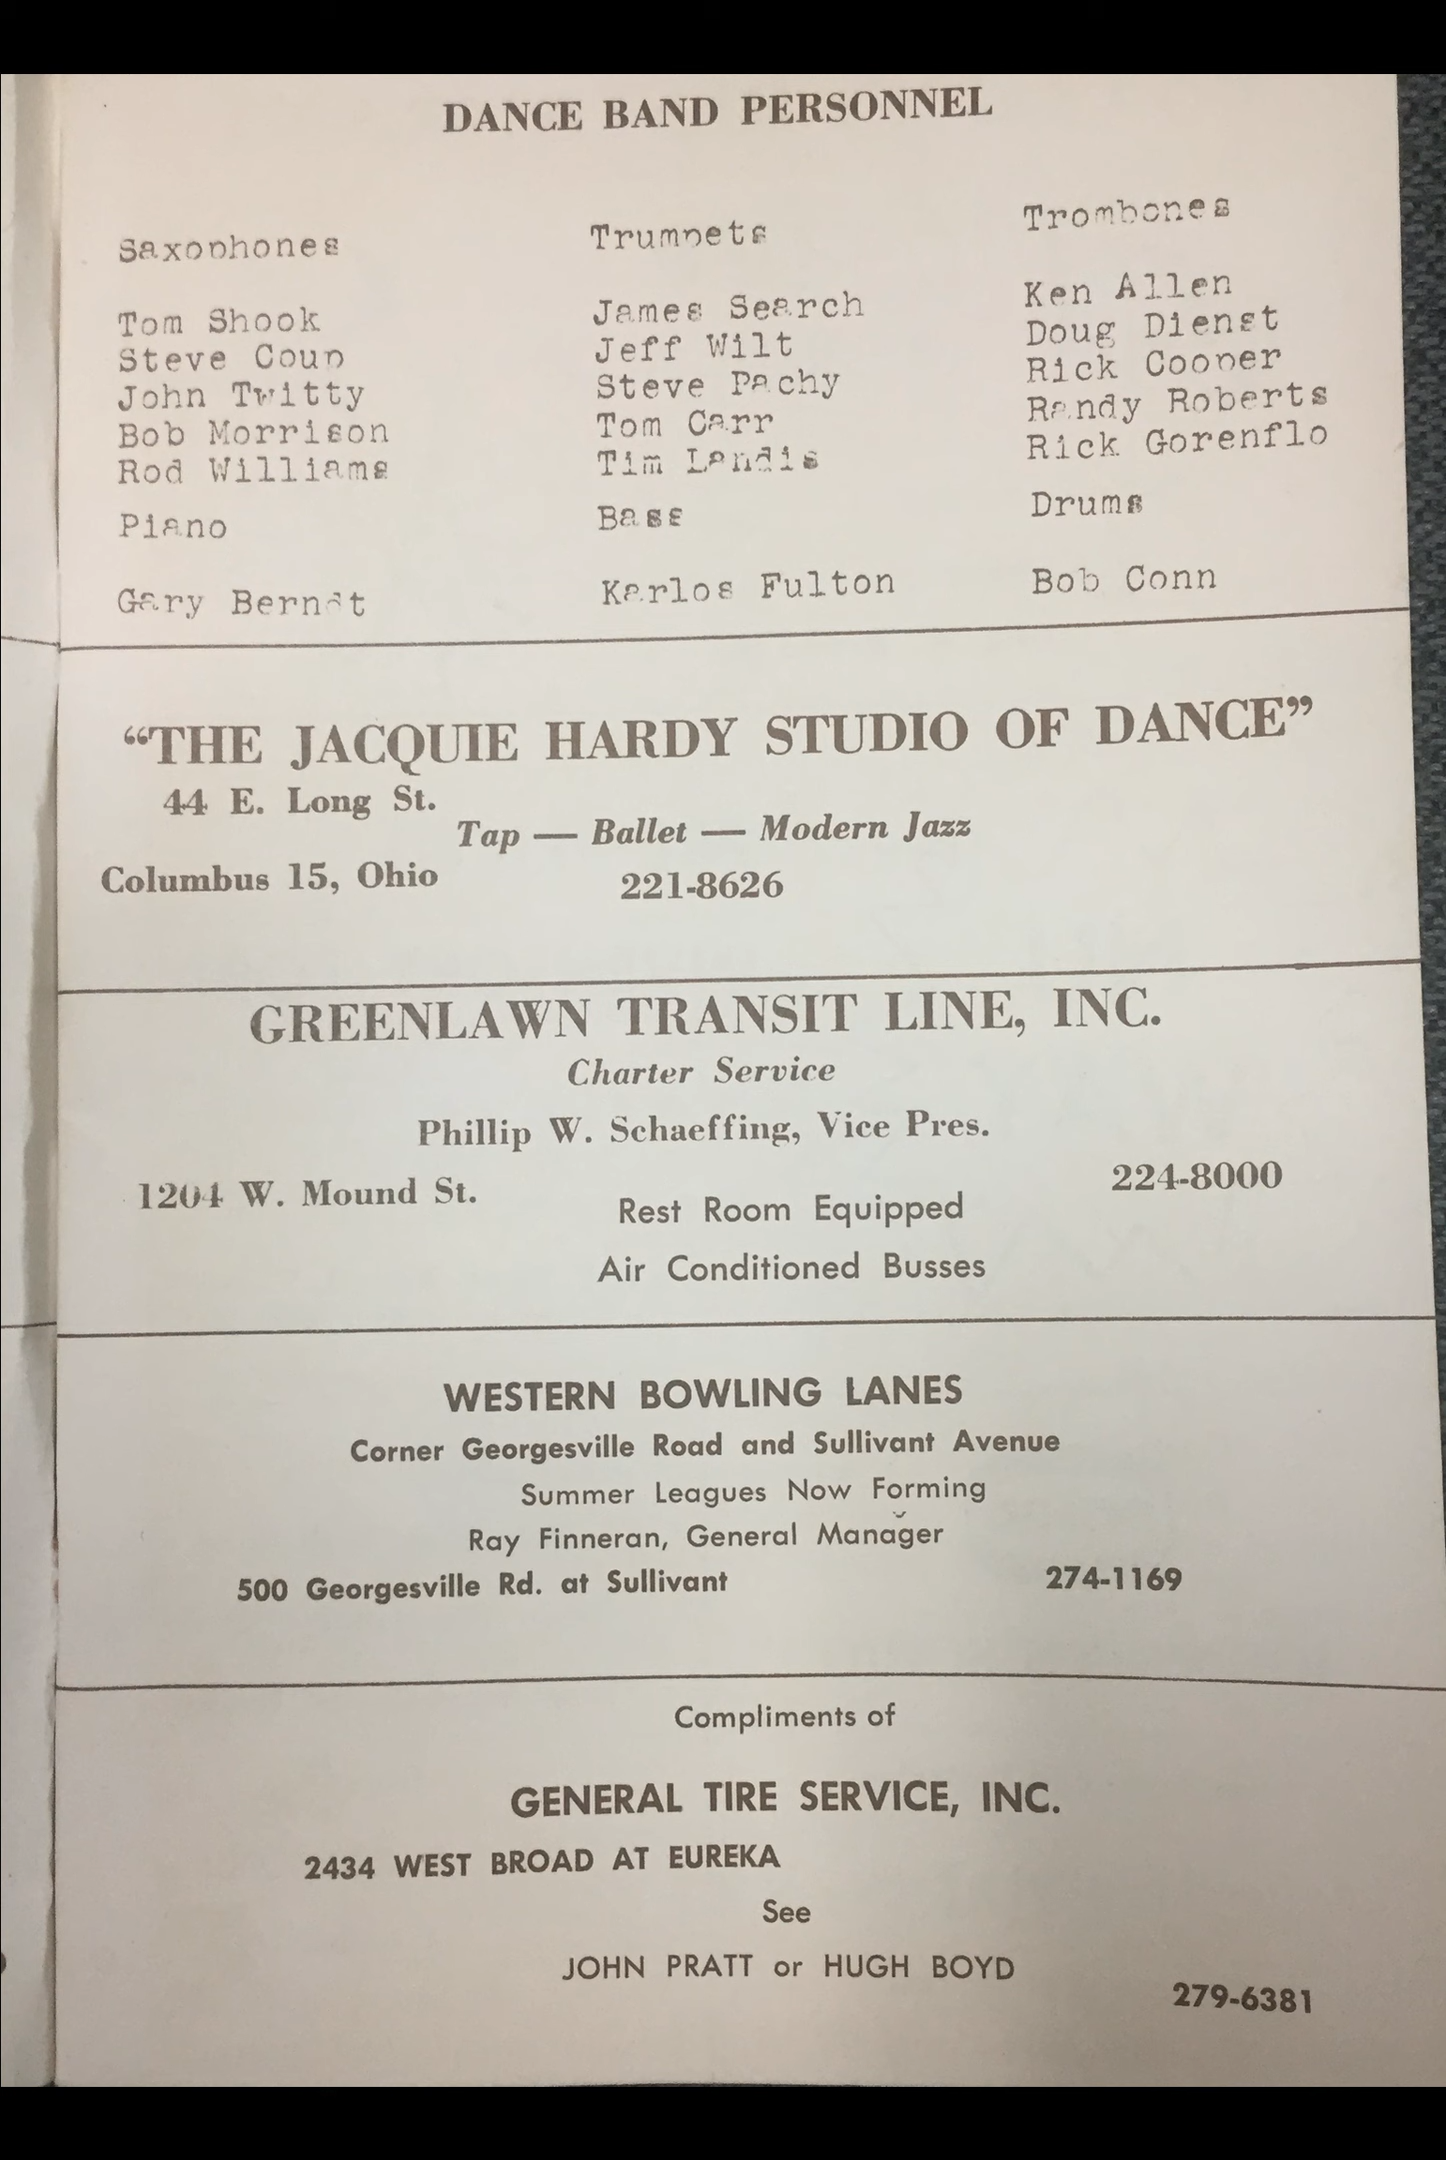 DANCE BAND PERSONNEL
Saxophones
Tom Shook
Steve Coup
John Twitty
Bob Morrison
Rod Williams
Trumpets
James Search
Jeff Wilt
Steve Pachy
Tom Carr
Tim Landis
Trombones
Ken Allen
Doug Dienst
Rick Cooper
Randy Roberts
Rick Gorenflo
Piano
Gary
Bass
Karlos Fulton
Drums
Bob Conn
“THE JACQUIE HARDY STUDIO OF DANCE”
44 E. Long St.
Tap — Ballet — Modern Jazz
Columbus 15, Ohio 221-8626
GREENLAWN TRANSIT LINE, INC.
Charter Service
Phillip W. Schaeffing, Vice Pres.
1204 W. Mound St. 224-8000
Rest Room Equipped
Air Conditioned Busses
WESTERN BOWLING LANES
Corner Georgesville Road and Sullivant Avenue
Summer Leagues Now Forming
Ray Finneran, General Manager
500 Georgesville Rd. at Sullivant 274-1169
Compliments of
GENERAL TIRE SERVICE, INC.
2434 WEST BROAD AT EUREKA
See
JOHN PRATT or HUGH BOYD
279-6381